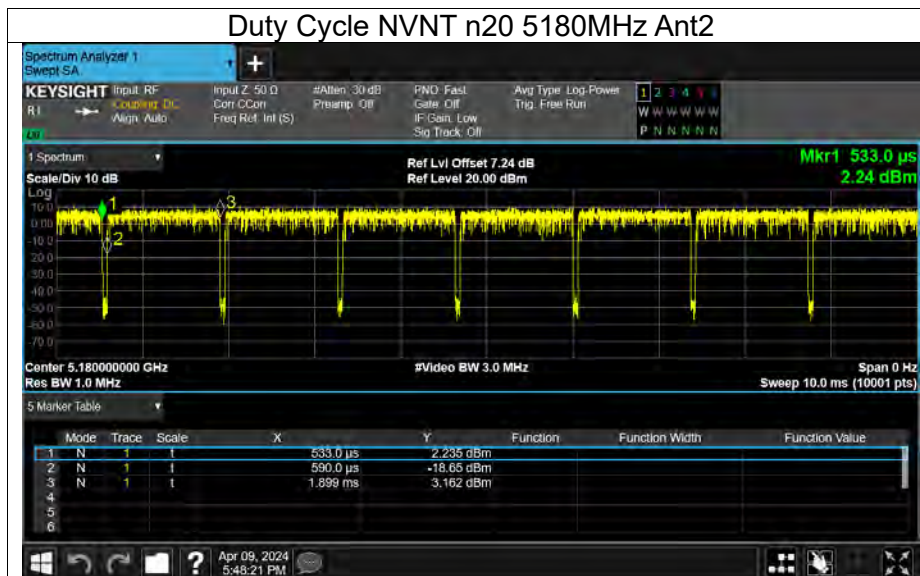 Duty Cycle NVNT n20 5180MHz Ant2
Spectrum Analyzer 1
Swept SA
+
KEYSIGHT Input: RF Input Z: 50 Ω #Atten: 30 dB PNO: Fast Avg Type: Log-Power 1 2 3 4 5 6
Coupling: DC Corr CCorr Preamp: Off Gate: Off Trig: Free Run W W W W W W
Align: Auto Freq Ref: Int (S) IF Gain: Low
Sig Track: Off P N N N N N
1 Spectrum Ref Lvl Offset 7.24 dB Mkr1 533.0 µs
Scale/Div 10 dB Ref Level 20.00 dBm 2.24 dBm
Log
10.0 1 3
0.00
-10.0 2
-20.0
-30.0
-40.0
-50.0
-60.0
-70.0
Center 5.180000000 GHz #Video BW 3.0 MHz Span 0 Hz
Res BW 1.0 MHz Sweep 10.0 ms (10001 pts)
5 Marker Table
Mode Trace Scale X Y Function Function Width Function Value
1 N 1 t 533.0 µs 2.235 dBm
2 N 1 t 590.0 µs -18.65 dBm
3 N 1 t 1.899 ms 3.162 dBm
4
5
6
? Apr 09, 2024
5:48:21 PM